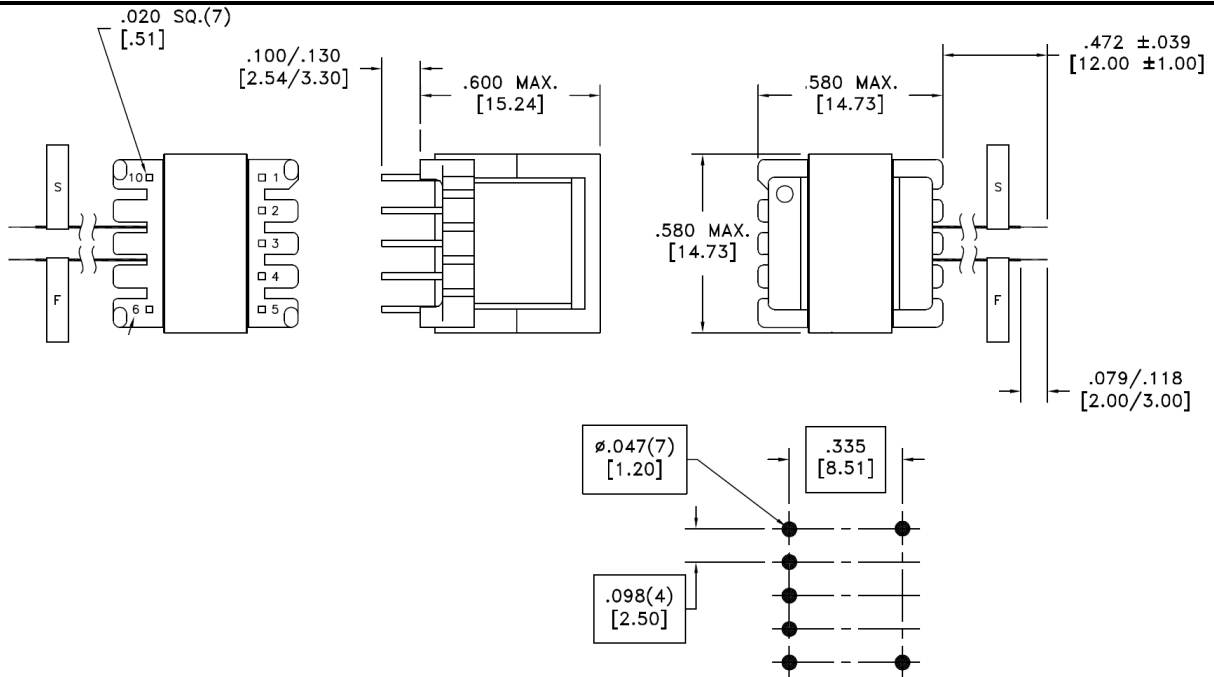 .020 SQ.(7)
[.51]
.100/.130
[2.54/3.30]
.600 MAX.
[15.24]
.580 MAX.
[14.73]
.472 ±.039
[12.00 ±1.00]
S
F
10
6
1
2
3
4
5
.580 MAX.
[14.73]
S
F
.079/.118
[2.00/3.00]
ø.047(7)
[1.20]
.335
[8.51]
.098(4)
[2.50]